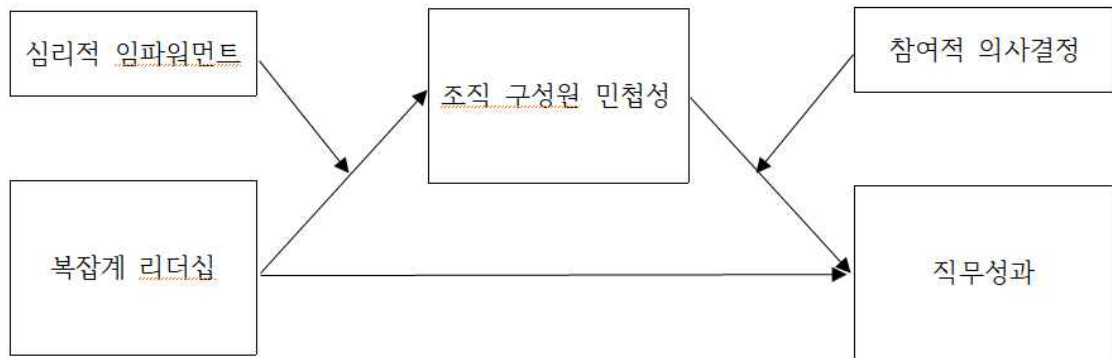 심리적 임파워먼트
참여적 의사결정
조직 구성원 민첩성
복잡계 리더십
직무성과